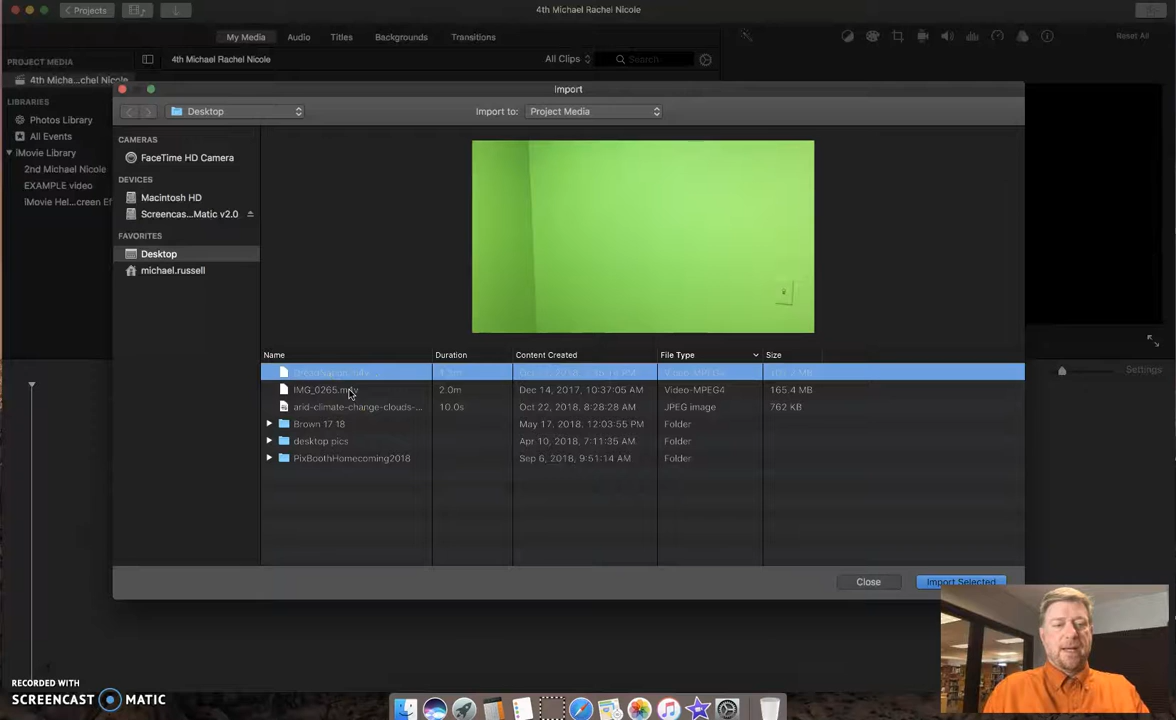 Projects
4th Michael Rachel Nicole
My Media Audio Titles Backgrounds Transitions
Reset All
PROJECT MEDIA
4th Micha...chel Nicole
4th Michael Rachel Nicole
All Clips
Search
LIBRARIES
Photos Library
All Events
iMovie Library
2nd Michael Nicole
EXAMPLE video
iMovie Hel...creen Ef
Import
Desktop
Import to: Project Media
CAMERAS
FaceTime HD Camera
DEVICES
Macintosh HD
Screencas...Matic v2.0
FAVORITES
Desktop
michael.russell
Settings
Name Duration Content Created File Type Size
Video-MPEG4
IMG_0265.m4v 2.0m Dec 14, 2017, 10:37:05 AM Video-MPEG4 165.4 MB
arid-climate-change-clouds-... 10.0s Oct 22, 2018, 8:28:28 AM JPEG image 762 KB
Brown 17 18 May 17, 2018, 12:03:55 PM Folder
desktop pics Apr 10, 2018, 7:11:35 AM Folder
PixBoothHomecoming2018 Sep 6, 2018, 9:51:14 AM Folder
Close
Import Selected
RECORDED WITH
SCREENCAST MATIC